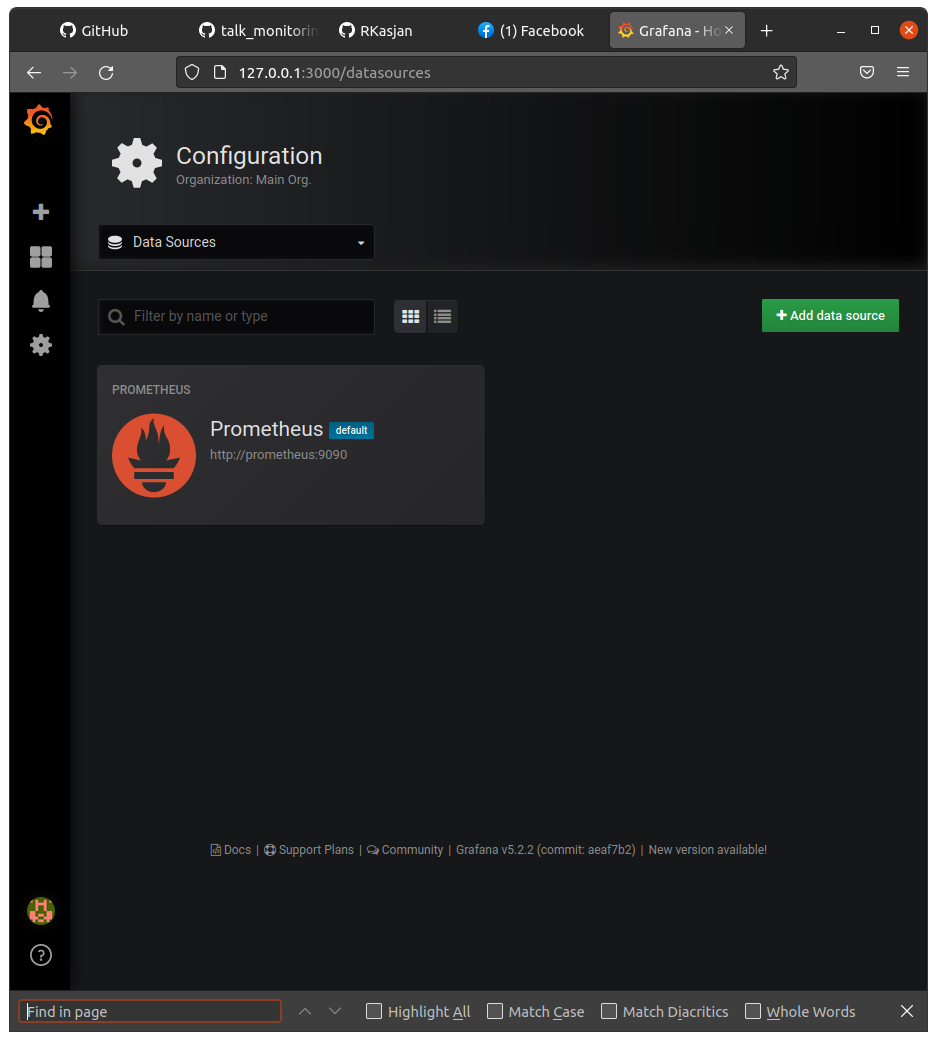 GitHub talk_monitorin RKasjan (1) Facebook Grafana - Ho
127.0.0.1:3000/datasources
Configuration
Organization: Main Org.
Data Sources
Filter by name or type
Add data source
PROMETHEUS
Prometheus default
http://prometheus:9090
Docs | Support Plans | Community | Grafana v5.2.2 (commit: aeaf7b2) | New version available!
?
Find in page Highlight All Match Case Match Diacritics Whole Words